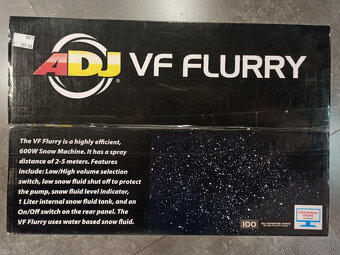 ADJ VF FLURRY
The VF Flurry is a highly efficient,
600W Snow Machine. It has a spray
distance of 2-5 meters. Features
include: Low/High volume selection
switch, low snow fluid shut off to protect
the pump, snow fluid level indicator,
1 Liter internal snow fluid tank, and an
On/Off switch on the rear panel. The
VF Flurry uses water based snow fluid.
100